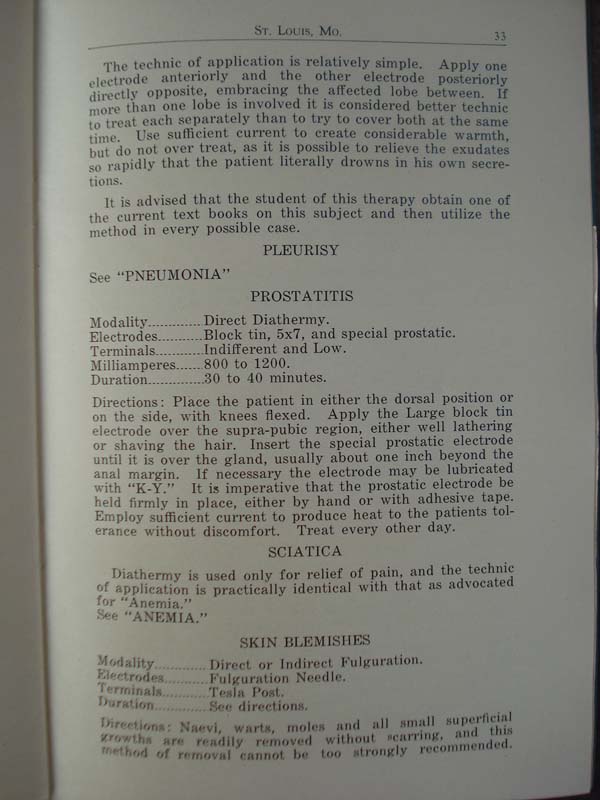 St. Louis, Mo.
33
The technic of application is relatively simple. Apply one
electrode anteriorly and the other electrode posteriorly
directly opposite, embracing the affected lobe between. If
more than one lobe is involved it is considered better technic
to treat each separately than to try to cover both at the same
time. Use sufficient current to create considerable warmth,
but do not over treat, as it is possible to relieve the exudates
so rapidly that the patient literally drowns in his own secre-
tions.
It is advised that the student of this therapy obtain one of
the current text books on this subject and then utilize the
method in every possible case.
PLEURISY
See "PNEUMONIA"
PROSTATITIS
Modality.............Direct Diathermy.
Electrodes...........Block tin, 5x7, and special prostatic.
Terminals............Indifferent and Low.
Milliamperes......800 to 1200.
Duration..............30 to 40 minutes.
Directions: Place the patient in either the dorsal position or
on the side, with knees flexed. Apply the Large block tin
electrode over the supra-pubic region, either well lathering
or shaving the hair. Insert the special prostatic electrode
until it is over the gland, usually about one inch beyond the
anal margin. If necessary the electrode may be lubricated
with "K-Y." It is imperative that the prostatic electrode be
held firmly in place, either by hand or with adhesive tape.
Employ sufficient current to produce heat to the patients tol-
erance without discomfort. Treat every other day.
SCIATICA
Diathermy is used only for relief of pain, and the technic
of application is practically identical with that as advocated
for "Anemia."
See "ANEMIA."
SKIN BLEMISHES
Modality.............Direct or Indirect Fulguration.
Electrodes...........Fulguration Needle.
Terminals...........Tesla Post.
Duration.............See directions.
Directions: Naevi, warts, moles and all small superficial
growths are readily removed without scarring, and this
method of removal cannot be too strongly recommended.